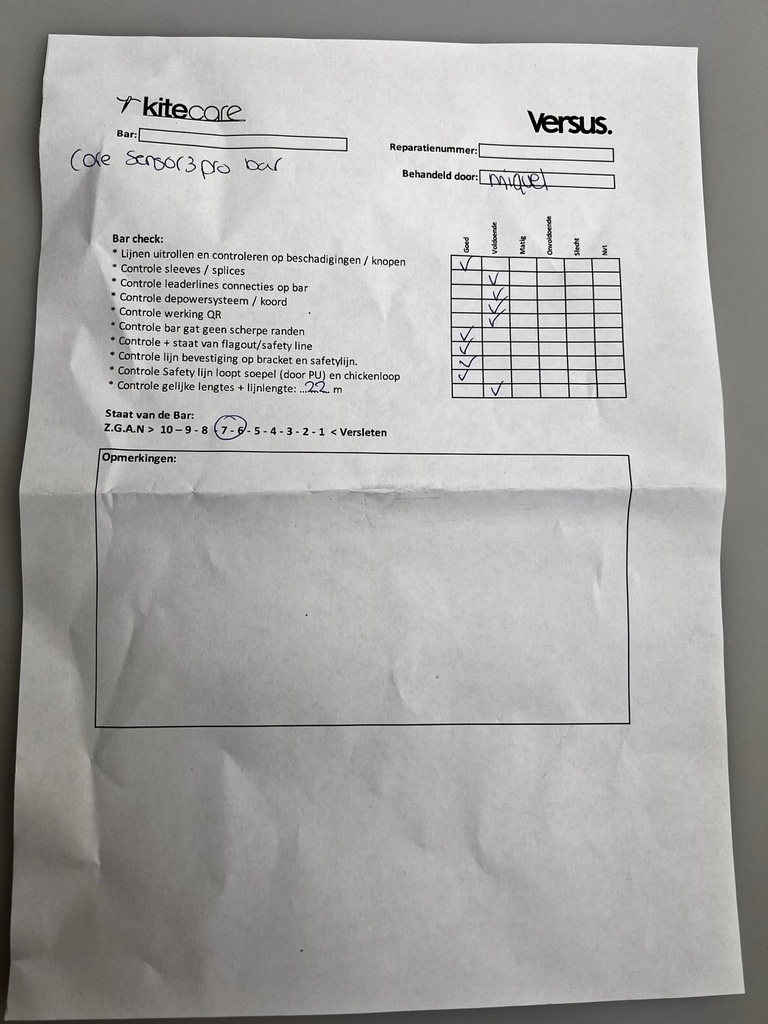 kitecare
Versus.
Bar:
Reparatienummer:
Core Sensor3 pro bar
Behandeld door: miquel
Goed Voldoende Matig Onvoldoende Slecht Nvt
Bar check:
* Lijnen uitrollen en controleren op beschadigingen / knopen ✓
* Controle sleeves / splices ✓
* Controle leaderlines connecties op bar ✓
* Controle depowersysteem / koord ✓
* Controle werking QR ✓
* Controle bar gat geen scherpe randen ✓
* Controle + staat van flagout/safety line ✓
* Controle lijn bevestiging op bracket en safetylijn. ✓
* Controle Safety lijn loopt soepel (door PU) en chickenloop ✓
* Controle gelijke lengtes + lijnlengte: ...22 m ✓
Staat van de Bar:
Z.G.A.N > 10 – 9 - 8 - 7 - 6 - 5 - 4 - 3 - 2 - 1 < Versleten
Opmerkingen: